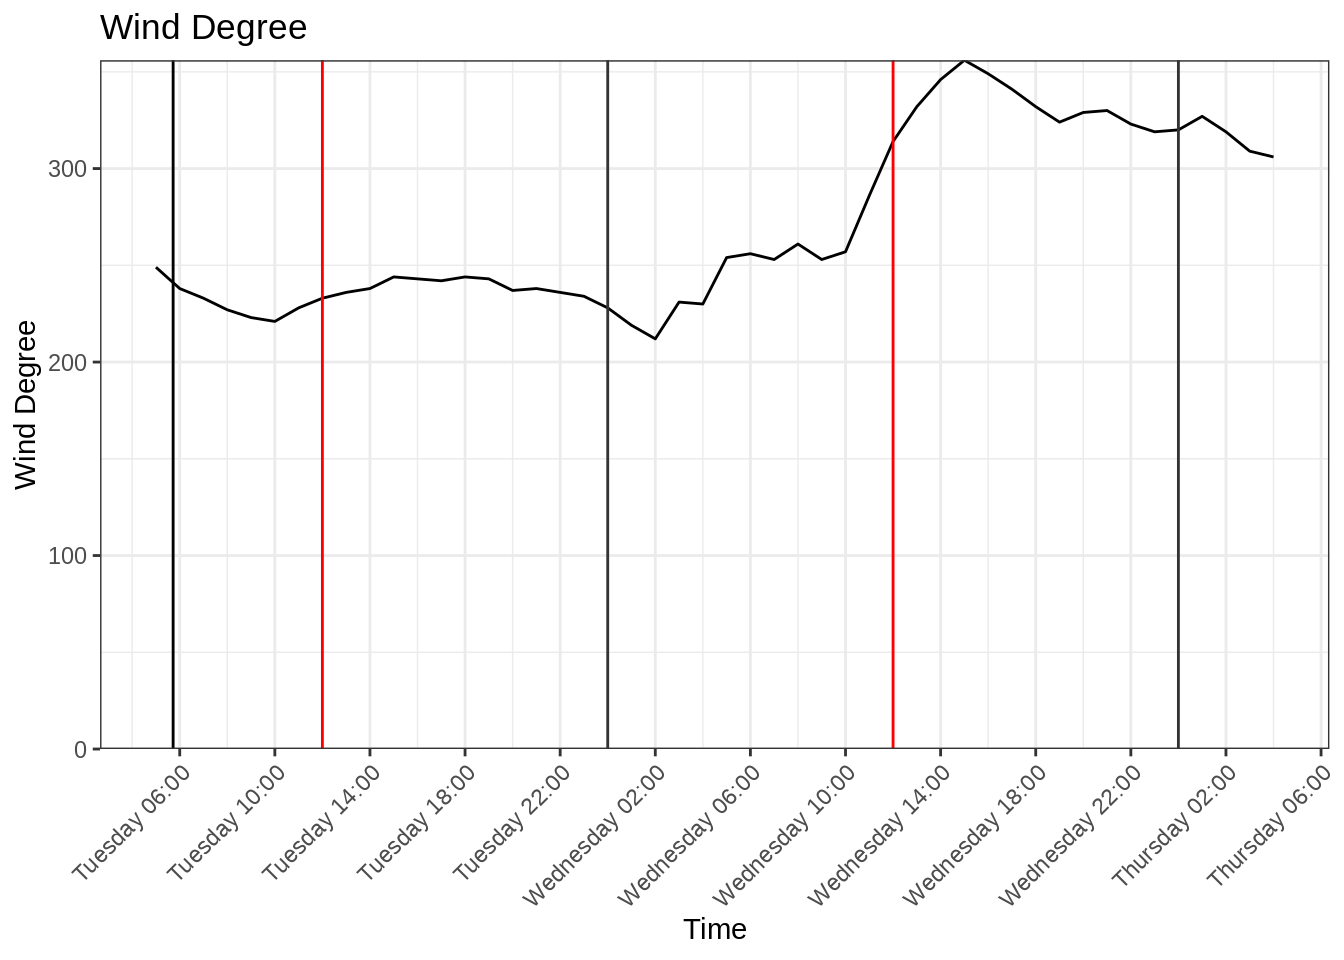 Wind Degree
Wind Degree
300
200
100
0
Tuesday 06:00
Tuesday 10:00
Tuesday 14:00
Tuesday 18:00
Tuesday 22:00
Wednesday 02:00
Wednesday 06:00
Wednesday 10:00
Wednesday 14:00
Wednesday 18:00
Wednesday 22:00
Thursday 02:00
Thursday 06:00
Time